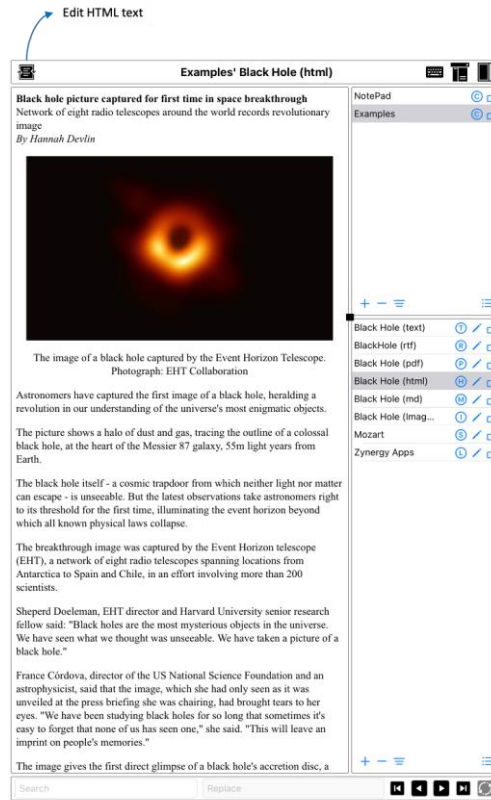 Edit HTML text
Examples' Black Hole (html)
Black hole picture captured for first time in space breakthrough
Network of eight radio telescopes around the world records revolutionary
image
By Hannah Devlin
The image of a black hole captured by the Event Horizon Telescope.
Photograph: EHT Collaboration
Astronomers have captured the first image of a black hole, heralding a
revolution in our understanding of the universe's most enigmatic objects.
The picture shows a halo of dust and gas, tracing the outline of a colossal
black hole, at the heart of the Messier 87 galaxy, 55m light years from
Earth.
The black hole itself - a cosmic trapdoor from which neither light nor matter
can escape - is unseeable. But the latest observations take astronomers right
to its threshold for the first time, illuminating the event horizon beyond
which all known physical laws collapse.
The breakthrough image was captured by the Event Horizon telescope
(EHT), a network of eight radio telescopes spanning locations from
Antarctica to Spain and Chile, in an effort involving more than 200
scientists.
Sheperd Doeleman, EHT director and Harvard University senior research
fellow said: "Black holes are the most mysterious objects in the universe.
We have seen what we thought was unseeable. We have taken a picture of a
black hole."
France Córdova, director of the US National Science Foundation and an
astrophysicist, said that the image, which she had only seen as it was
unveiled at the press briefing she was chairing, had brought tears to her
eyes. "We have been studying black holes for so long that sometimes it's
easy to forget that none of us has seen one," she said. "This will leave an
imprint on people's memories."
The image gives the first direct glimpse of a black hole's accretion disc, a
NotePad C
Examples C
Black Hole (text) T
BlackHole (rtf) R
Black Hole (pdf) P
Black Hole (html) H
Black Hole (md) M
Black Hole (Imag... I
Mozart S
Zynergy Apps L
Search
Replace